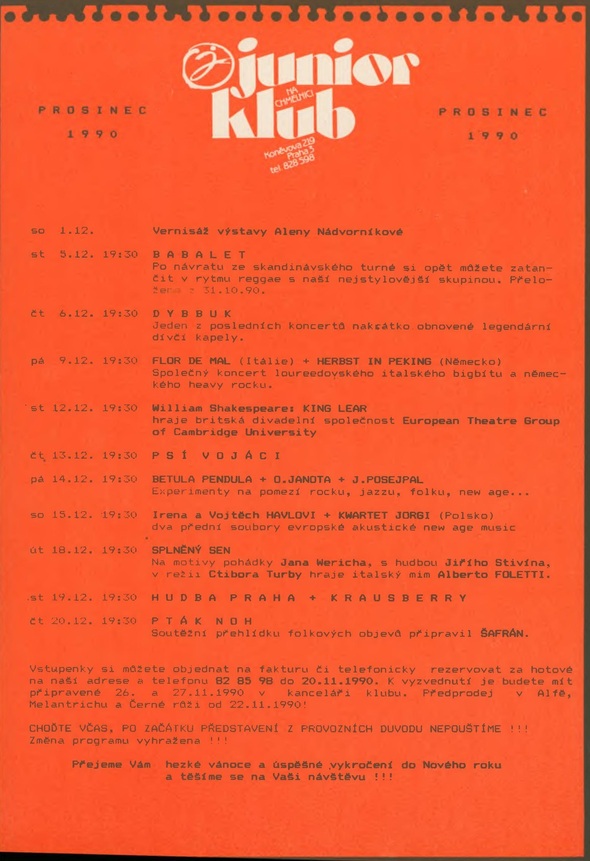 junior
NA
CHMELNICI
klub
Koněvova 219
Praha 3
tel. 828 598
PROSINEC
1990
PROSINEC
1990
so 1.12. Vernisáž výstavy Aleny Nádvorníkové
st 5.12. 19:30 BABALET
Po návratu ze skandinávského turné si opět můžete zatan-
čit v rytmu reggae s naší nejstylovější skupinou. Přelo-
ženo z 31.10.90.
čt 6.12. 19:30 DYBBUK
Jeden z posledních koncertů nakrátko obnovené legendární
dívčí kapely.
pá 9.12. 19:30 FLOR DE MAL (Itálie) + HERBST IN PEKING (Německo)
Společný koncert loureedovského italského bigbítu a němec-
kého heavy rocku.
st 12.12. 19:30 William Shakespeare: KING LEAR
hraje britská divadelní společnost European Theatre Group
of Cambridge University
čt 13.12. 19:30 PSÍ VOJÁCI
pá 14.12. 19:30 BETULA PENDULA + O.JANOTA + J.POSEJPAL
Experimenty na pomezí rocku, jazzu, folku, new age...
so 15.12. 19:30 Irena a Vojtěch HAVLOVI + KWARTET JORGI (Polsko)
dva přední soubory evropské akustické new age music
út 18.12. 19:30 SPLNĚNÝ SEN
Na motivy pohádky Jana Wericha, s hudbou Jiřího Stivína,
v režii Ctibora Turby hraje italský mim Alberto FOLETTI.
st 19.12. 19:30 HUDBA PRAHA + KRAUSBERRY
čt 20.12. 19:30 PTÁK NOH
Soutěžní přehlídku folkových objevů připravil ŠAFRÁN.
Vstupenky si můžete objednat na fakturu či telefonicky rezervovat za hotové
na naší adrese a telefonu 82 85 98 do 20.11.1990. K vyzvednutí je budete mít
připravené 26. a 27.11.1990 v kanceláři klubu. Předprodej v Alfě,
Melantrichu a Černé růži od 22.11.1990!
CHOĎTE VČAS, PO ZAČÁTKU PŘEDSTAVENÍ Z PROVOZNÍCH DUVODU NEPOUŠTÍME !!!
Změna programu vyhražena !!!
Přejeme Vám hezké vánoce a úspěšné vykročení do Nového roku
a těšíme se na Vaši návštěvu !!!